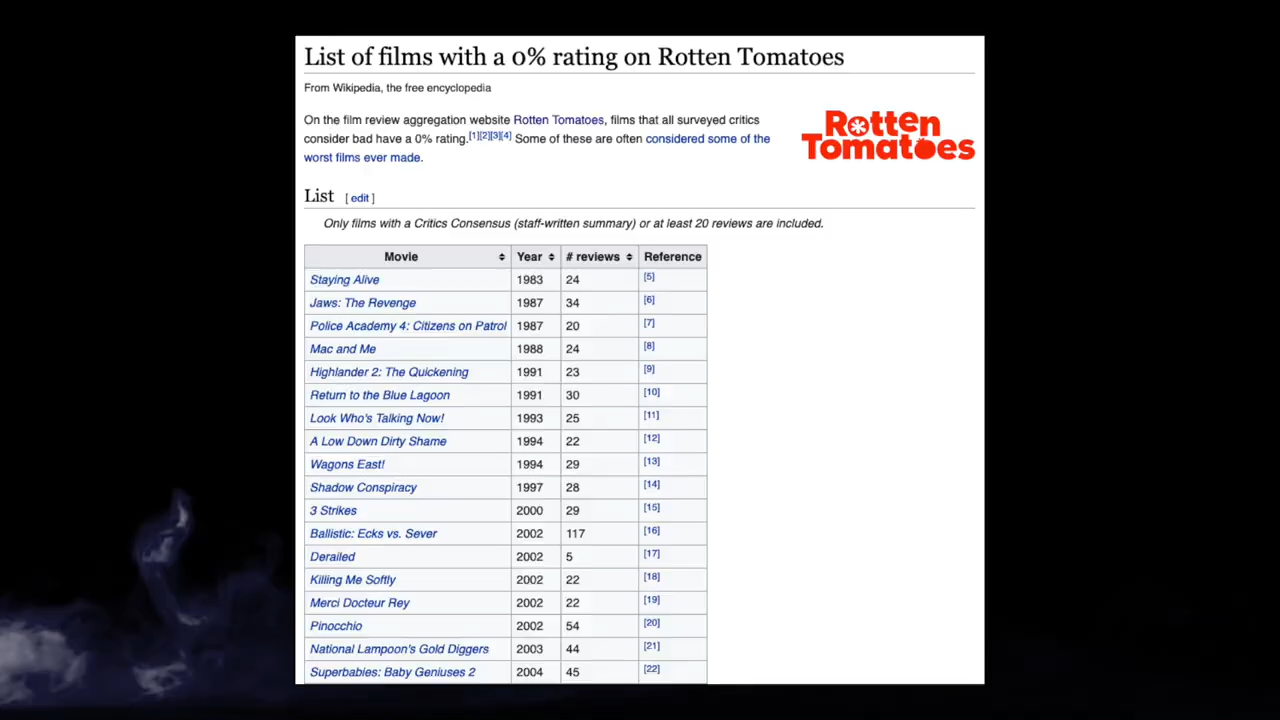 List of films with a 0% rating on Rotten Tomatoes
From Wikipedia, the free encyclopedia
On the film review aggregation website Rotten Tomatoes, films that all surveyed critics
consider bad have a 0% rating.[1][2][3][4] Some of these are often considered some of the
worst films ever made.
Rotten
Tomatoes
List [ edit ]
Only films with a Critics Consensus (staff-written summary) or at least 20 reviews are included.
Movie Year # reviews Reference
Staying Alive 1983 24 [5]
Jaws: The Revenge 1987 34 [6]
Police Academy 4: Citizens on Patrol 1987 20 [7]
Mac and Me 1988 24 [8]
Highlander 2: The Quickening 1991 23 [9]
Return to the Blue Lagoon 1991 30 [10]
Look Who's Talking Now! 1993 25 [11]
A Low Down Dirty Shame 1994 22 [12]
Wagons East! 1994 29 [13]
Shadow Conspiracy 1997 28 [14]
3 Strikes 2000 29 [15]
Ballistic: Ecks vs. Sever 2002 117 [16]
Derailed 2002 5 [17]
Killing Me Softly 2002 22 [18]
Merci Docteur Rey 2002 22 [19]
Pinocchio 2002 54 [20]
National Lampoon's Gold Diggers 2003 44 [21]
Superbabies: Baby Geniuses 2 2004 45 [22]